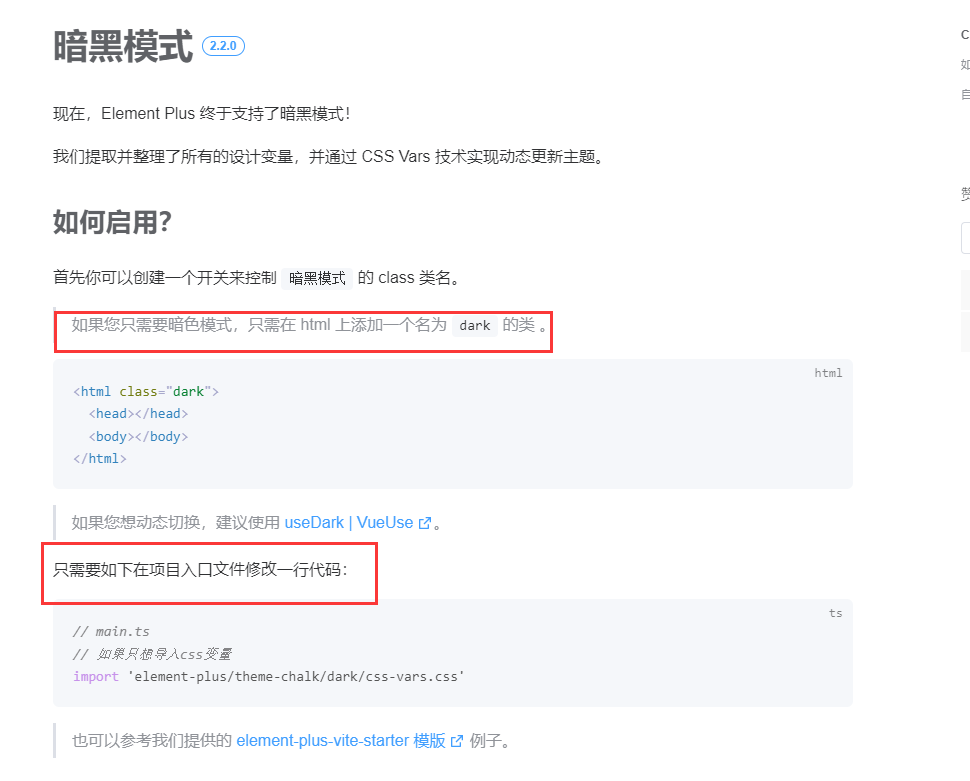 暗黑模式 2.2.0
现在，Element Plus 终于支持了暗黑模式！
我们提取并整理了所有的设计变量，并通过 CSS Vars 技术实现动态更新主题。
如何启用？
首先你可以创建一个开关来控制 暗黑模式 的 class 类名。
如果您只需要暗色模式，只需在 html 上添加一个名为 dark 的类 。
html
<html class="dark">
<head></head>
<body></body>
</html>
如果您想动态切换，建议使用 useDark | VueUse 。
只需要如下在项目入口文件修改一行代码：
ts
// main.ts
// 如果只想导入css变量
import 'element-plus/theme-chalk/dark/css-vars.css'
也可以参考我们提供的 element-plus-vite-starter 模版 例子。
C
如
自